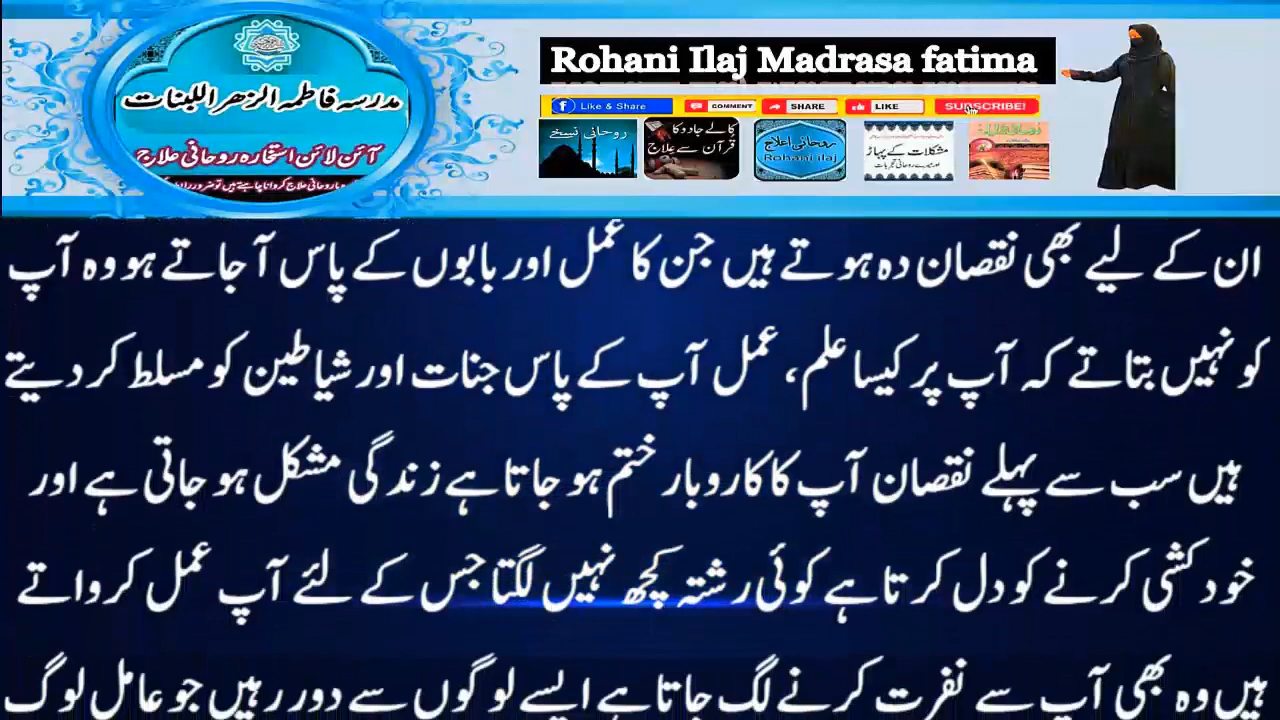 مدرسہ فاطمہ الزھرا للبنات
آئن لائن استخارہ روحانی علاج
Rohani Ilaj Madrasa fatima
Like & Share
COMMENT
SHARE
LIKE
SUBSCRIBE!
روحانی نسخے
کالے جادو کا
قرآن سے علاج
روحانی علاج
Rohani ilaj
مشکلات کے پہاڑ
ان کے لیے بھی نقصان دہ ہوتے ہیں جن کا عمل اور بابوں کے پاس آ جاتے ہو وہ آپ
کو نہیں بتاتے کہ آپ پر کیسا علم، عمل آپ کے پاس جنات اور شیاطین کو مسلط کر دیتے
ہیں سب سے پہلے نقصان آپ کا کاروبار ختم ہو جاتا ہے زندگی مشکل ہو جاتی ہے اور
خودکشی کرنے کو دل کرتا ہے کوئی رشتہ کچھ نہیں لگتا جس کے لئے آپ عمل کرواتے
ہیں وہ بھی آپ سے نفرت کرنے لگ جاتا ہے ایسے لوگوں سے دور رہیں جو عامل لوگ